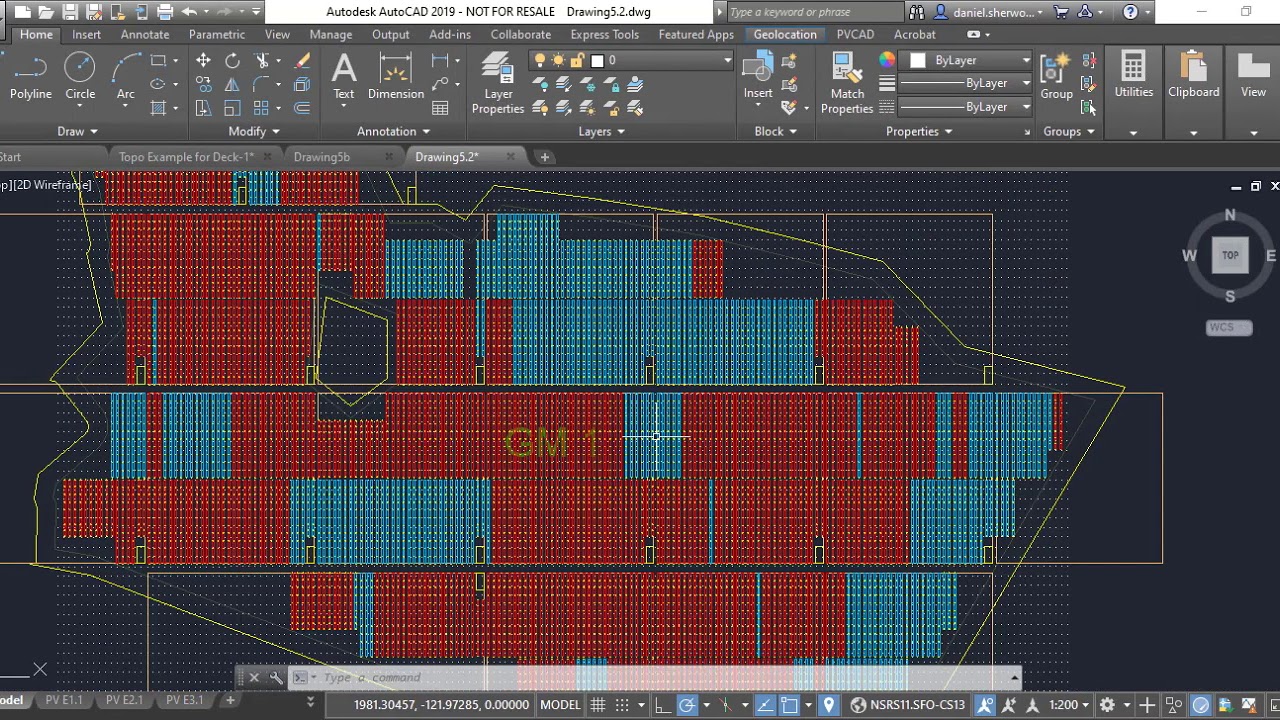 Autodesk AutoCAD 2019 - NOT FOR RESALE Drawing5.2.dwg
Type a keyword or phrase
daniel.sherwo...
Home Insert Annotate Parametric View Manage Output Add-ins Collaborate Express Tools Featured Apps Geolocation PVCAD Acrobat
0
ByLayer
ByLayer
ByLayer
Polyline Circle Arc
Text Dimension
Layer Properties
Insert
Match Properties
Group
Utilities
Clipboard
View
Draw Modify Annotation Layers Block Properties Groups
Start Topo Example for Deck-1* Drawing5b Drawing5.2*
op][2D Wireframe]
N
W TOP E
S
WCS
GM 1
Type a command
odel PV E1.1 PV E2.1 PV E3.1
1981.30457, -121.97285, 0.00000 MODEL NSRS11.SFO-CS13 1:200